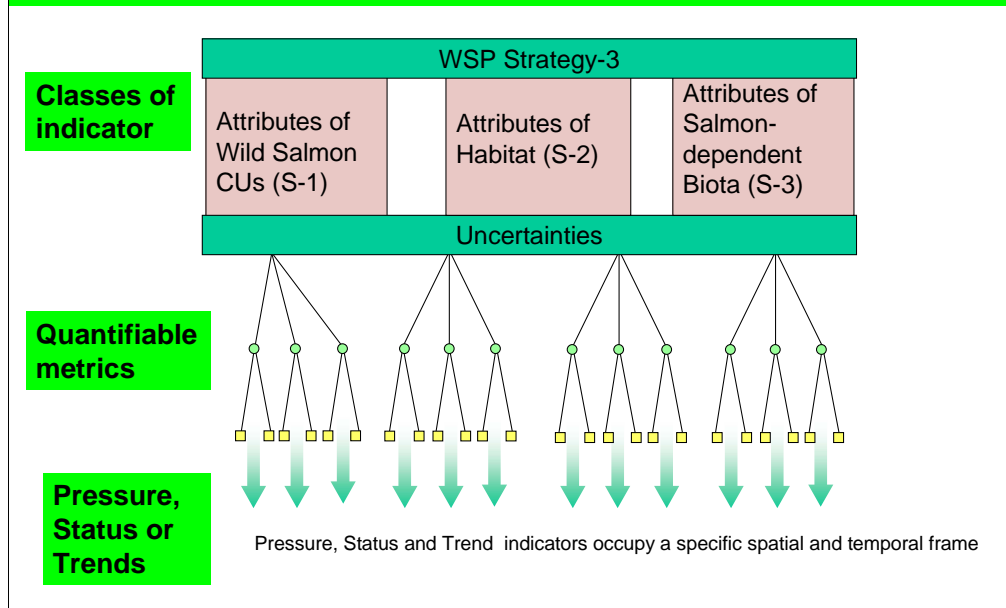 WSP Strategy-3
Classes of
indicator
Attributes of
Wild Salmon
CUs (S-1)
Attributes of
Habitat (S-2)
Attributes of
Salmon-
dependent
Biota (S-3)
Uncertainties
Quantifiable
metrics
Pressure,
Status or
Trends
Pressure, Status and Trend indicators occupy a specific spatial and temporal frame